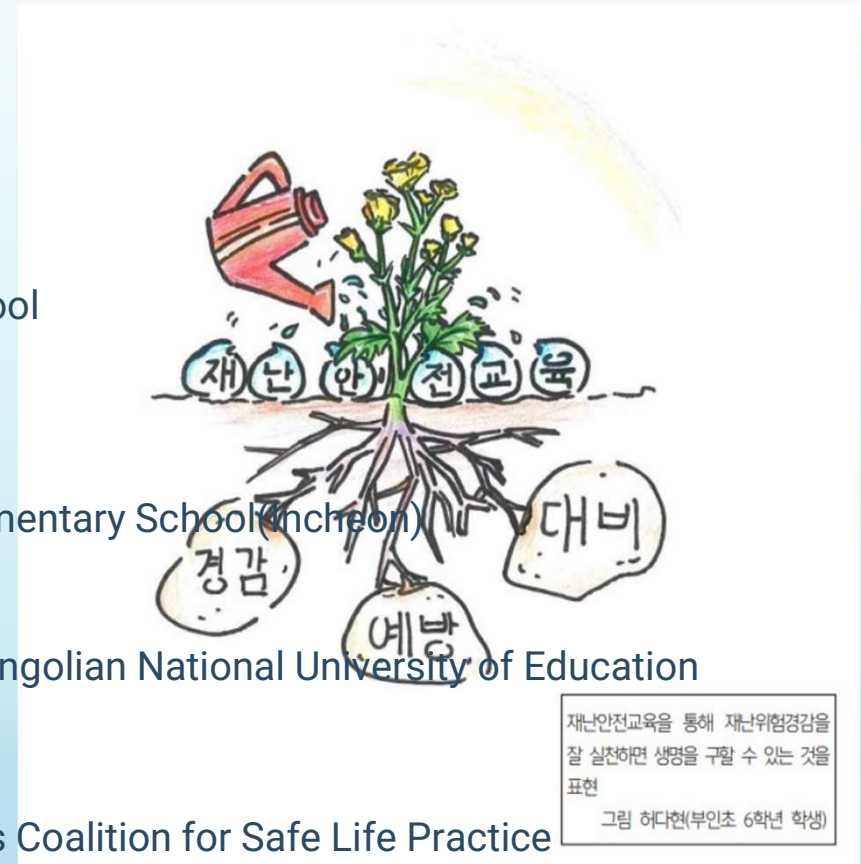 ool
재난안전교육
mentary School(Incheon)
대비
경감
예방
ngolian National University of Education
재난안전교육을 통해 재난위험경감을
잘 실천하면 생명을 구할 수 있는 것을
표현
그림 허다현(부인초 6학년 학생)
s Coalition for Safe Life Practice